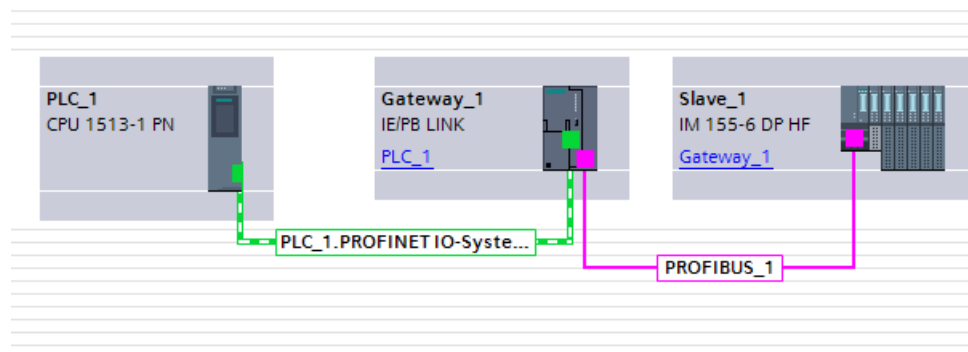 PLC_1
CPU 1513-1 PN
Gateway_1
IE/PB LINK
PLC_1
Slave_1
IM 155-6 DP HF
Gateway_1
PLC_1.PROFINET IO-Syste...
PROFIBUS_1